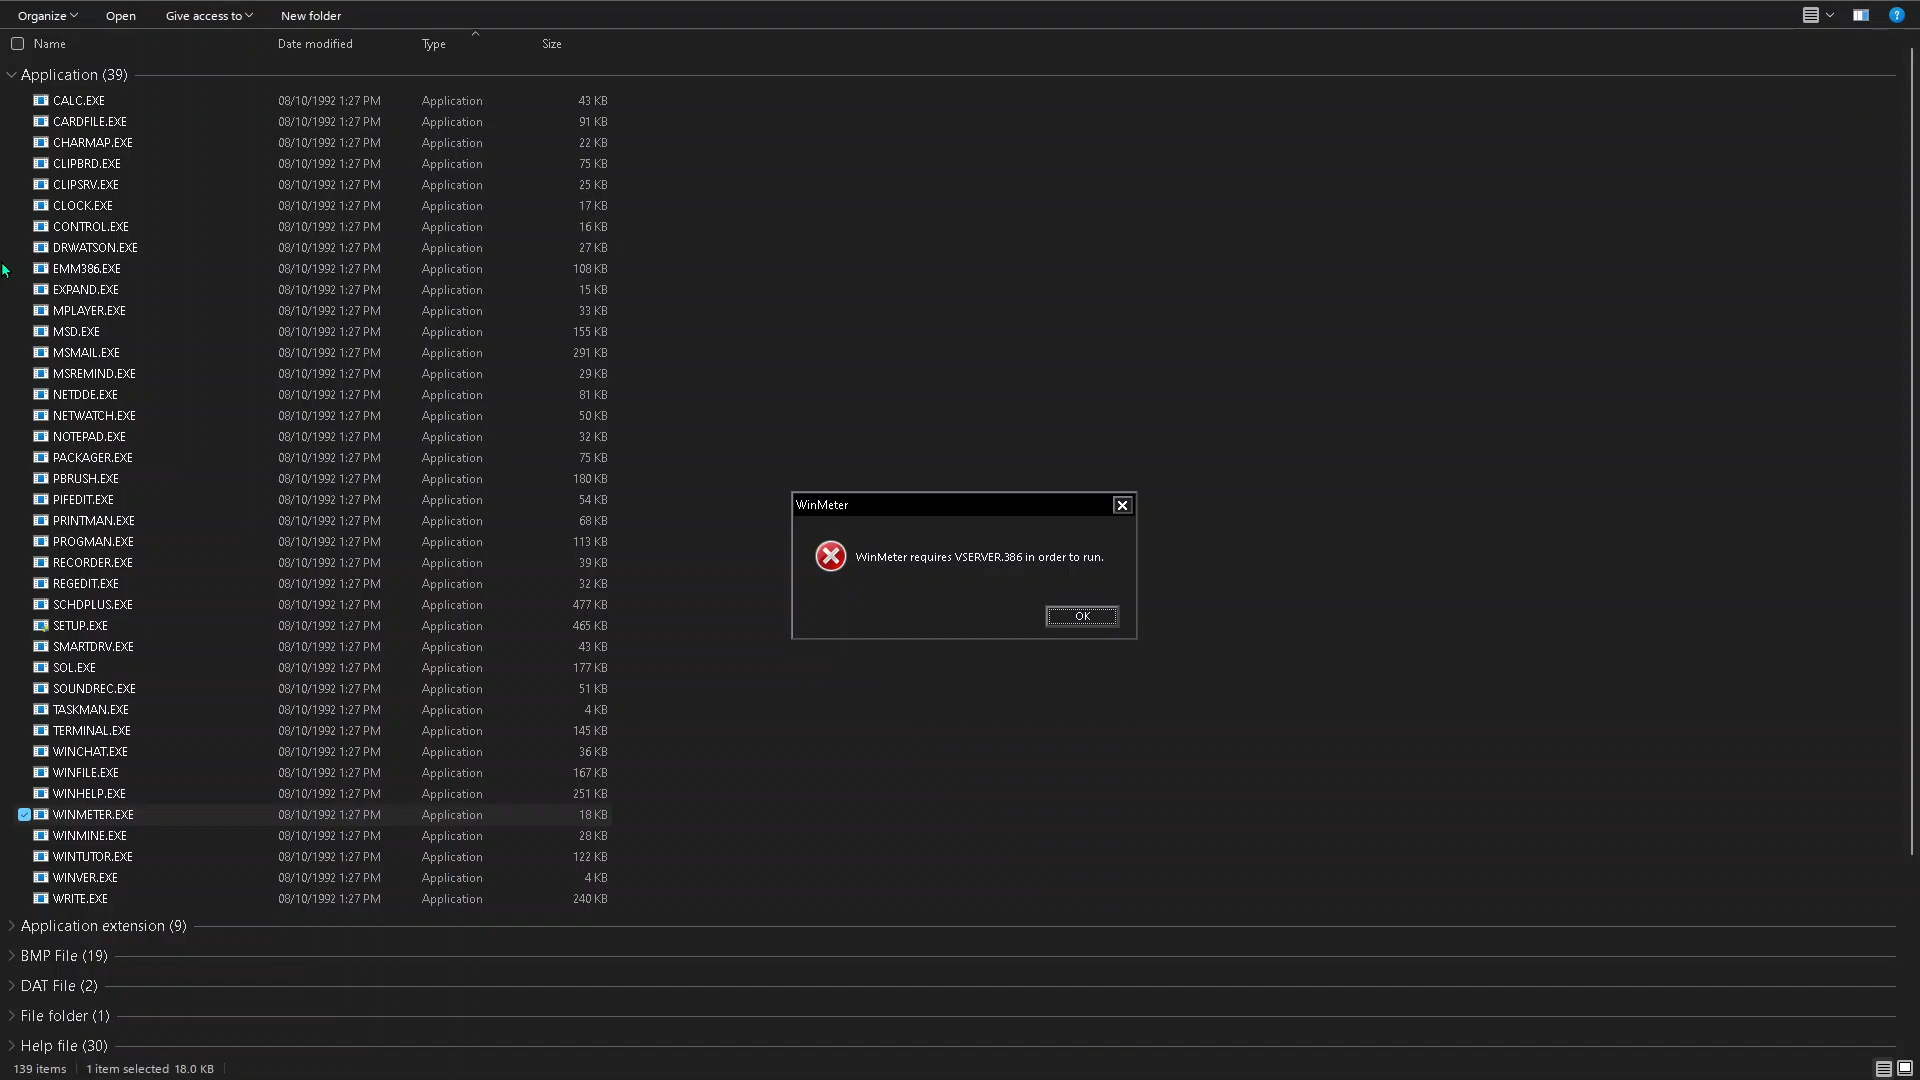 Organize Open Give access to New folder
Name Date modified Type Size
Application (39)
CALC.EXE 08/10/1992 1:27 PM Application 43 KB
CARDFILE.EXE 08/10/1992 1:27 PM Application 91 KB
CHARMAP.EXE 08/10/1992 1:27 PM Application 22 KB
CLIPBRD.EXE 08/10/1992 1:27 PM Application 75 KB
CLIPSRV.EXE 08/10/1992 1:27 PM Application 25 KB
CLOCK.EXE 08/10/1992 1:27 PM Application 17 KB
CONTROL.EXE 08/10/1992 1:27 PM Application 16 KB
DRWATSON.EXE 08/10/1992 1:27 PM Application 27 KB
EMM386.EXE 08/10/1992 1:27 PM Application 108 KB
EXPAND.EXE 08/10/1992 1:27 PM Application 15 KB
MPLAYER.EXE 08/10/1992 1:27 PM Application 33 KB
MSD.EXE 08/10/1992 1:27 PM Application 155 KB
MSMAIL.EXE 08/10/1992 1:27 PM Application 291 KB
MSREMIND.EXE 08/10/1992 1:27 PM Application 29 KB
NETDDE.EXE 08/10/1992 1:27 PM Application 81 KB
NETWATCH.EXE 08/10/1992 1:27 PM Application 50 KB
NOTEPAD.EXE 08/10/1992 1:27 PM Application 32 KB
PACKAGER.EXE 08/10/1992 1:27 PM Application 75 KB
PBRUSH.EXE 08/10/1992 1:27 PM Application 180 KB
PIFEDIT.EXE 08/10/1992 1:27 PM Application 54 KB
PRINTMAN.EXE 08/10/1992 1:27 PM Application 68 KB
PROGMAN.EXE 08/10/1992 1:27 PM Application 113 KB
RECORDER.EXE 08/10/1992 1:27 PM Application 39 KB
REGEDIT.EXE 08/10/1992 1:27 PM Application 32 KB
SCHDPLUS.EXE 08/10/1992 1:27 PM Application 477 KB
SETUP.EXE 08/10/1992 1:27 PM Application 465 KB
SMARTDRV.EXE 08/10/1992 1:27 PM Application 43 KB
SOL.EXE 08/10/1992 1:27 PM Application 177 KB
SOUNDREC.EXE 08/10/1992 1:27 PM Application 51 KB
TASKMAN.EXE 08/10/1992 1:27 PM Application 4 KB
TERMINAL.EXE 08/10/1992 1:27 PM Application 145 KB
WINCHAT.EXE 08/10/1992 1:27 PM Application 36 KB
WINFILE.EXE 08/10/1992 1:27 PM Application 167 KB
WINHELP.EXE 08/10/1992 1:27 PM Application 251 KB
WINMETER.EXE 08/10/1992 1:27 PM Application 18 KB
WINMINE.EXE 08/10/1992 1:27 PM Application 28 KB
WINTUTOR.EXE 08/10/1992 1:27 PM Application 122 KB
WINVER.EXE 08/10/1992 1:27 PM Application 4 KB
WRITE.EXE 08/10/1992 1:27 PM Application 240 KB
Application extension (9)
BMP File (19)
DAT File (2)
File folder (1)
Help file (30)
139 items 1 item selected 18.0 KB
WinMeter
WinMeter requires VSERVER.386 in order to run.
OK